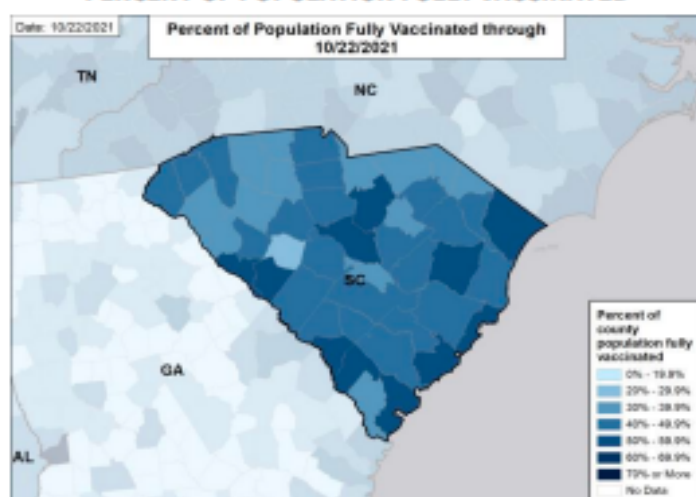 Date: 10/22/2021
Percent of Population Fully Vaccinated through
10/22/2021
TN
NC
SC
GA
AL
Percent of
county
population fully
vaccinated
0% - 19.9%
20% - 29.9%
30% - 39.9%
40% - 49.9%
50% - 59.9%
60% - 69.9%
70% or More
No Data